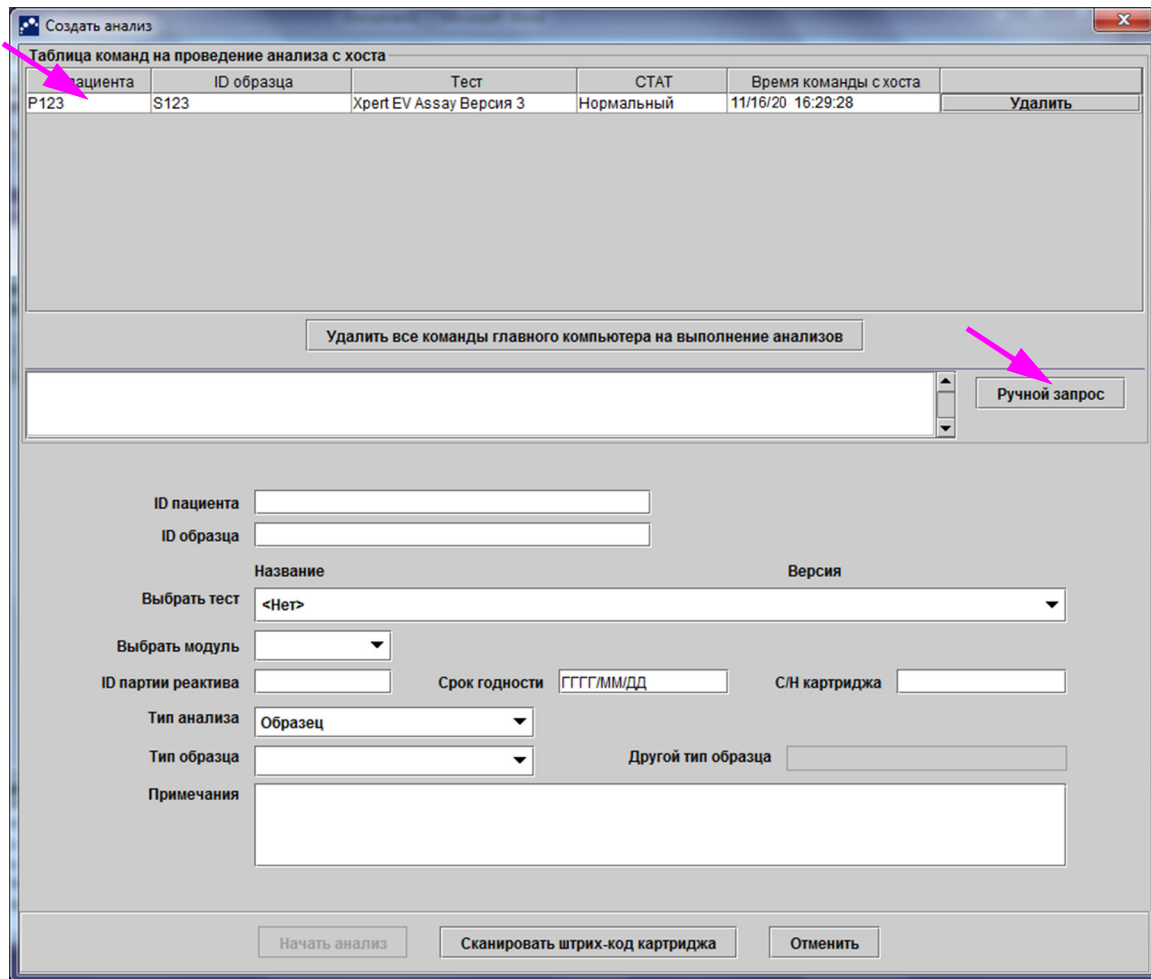 Создать анализ
Таблица команд на проведение анализа с хоста
пациента ID образца Тест СТАТ Время команды с хоста
P123 S123 Xpert EV Assay Версия 3 Нормальный 11/16/20 16:29:28 Удалить
Удалить все команды главного компьютера на выполнение анализов
Ручной запрос
ID пациента
ID образца
Название Версия
Выбрать тест <Нет>
Выбрать модуль
ID партии реактива Срок годности ГГГГ/ММ/ДД С/Н картриджа
Тип анализа Образец
Тип образца Другой тип образца
Примечания
Начать анализ Сканировать штрих-код картриджа Отменить